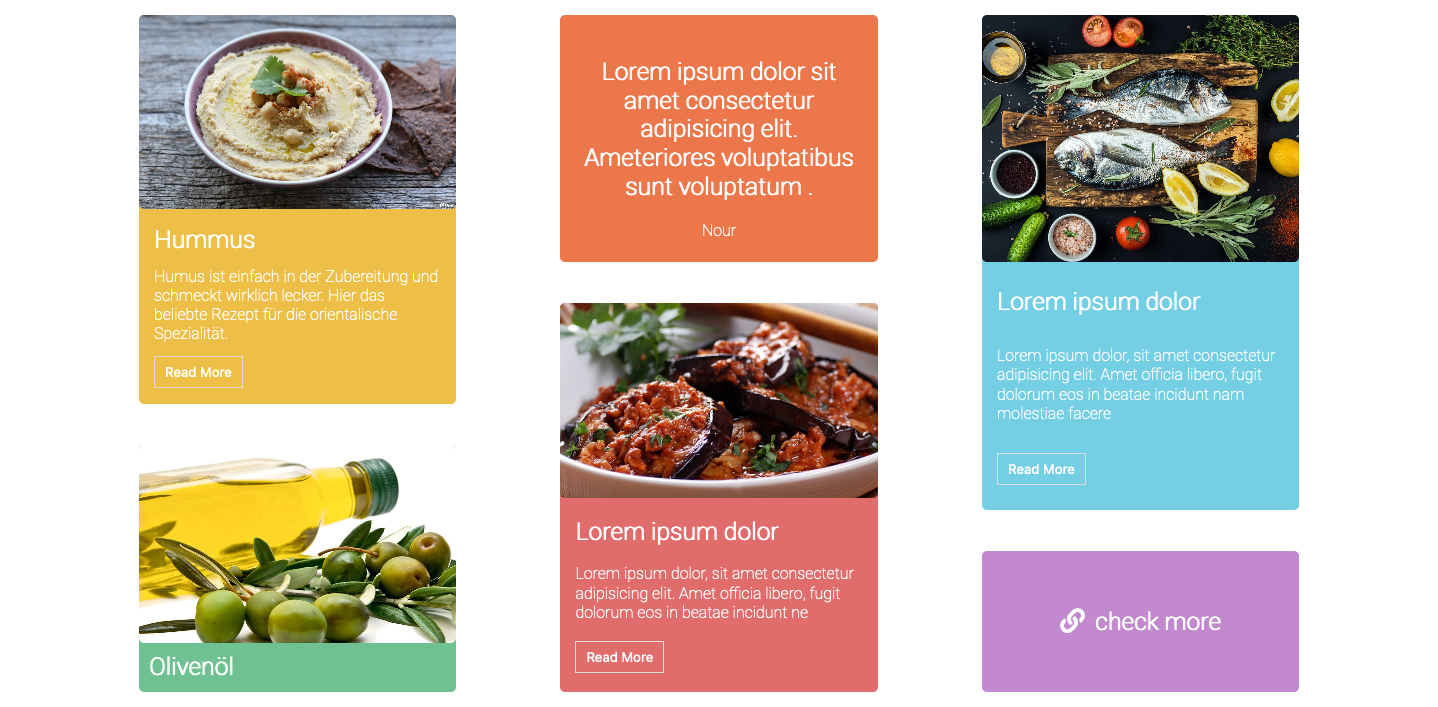 Hummus
Humus ist einfach in der Zubereitung und
schmeckt wirklich lecker. Hier das
beliebte Rezept für die orientalische
Spezialität.
Read More
Olivenöl
Lorem ipsum dolor sit
amet consectetur
adipisicing elit.
Ameteriores voluptatibus
sunt voluptatum .
Nour
Lorem ipsum dolor
Lorem ipsum dolor, sit amet consectetur
adipisicing elit. Amet officia libero, fugit
dolorum eos in beatae incidunt ne
Read More
Lorem ipsum dolor
Lorem ipsum dolor, sit amet consectetur
adipisicing elit. Amet officia libero, fugit
dolorum eos in beatae incidunt nam
molestiae facere
Read More
check more